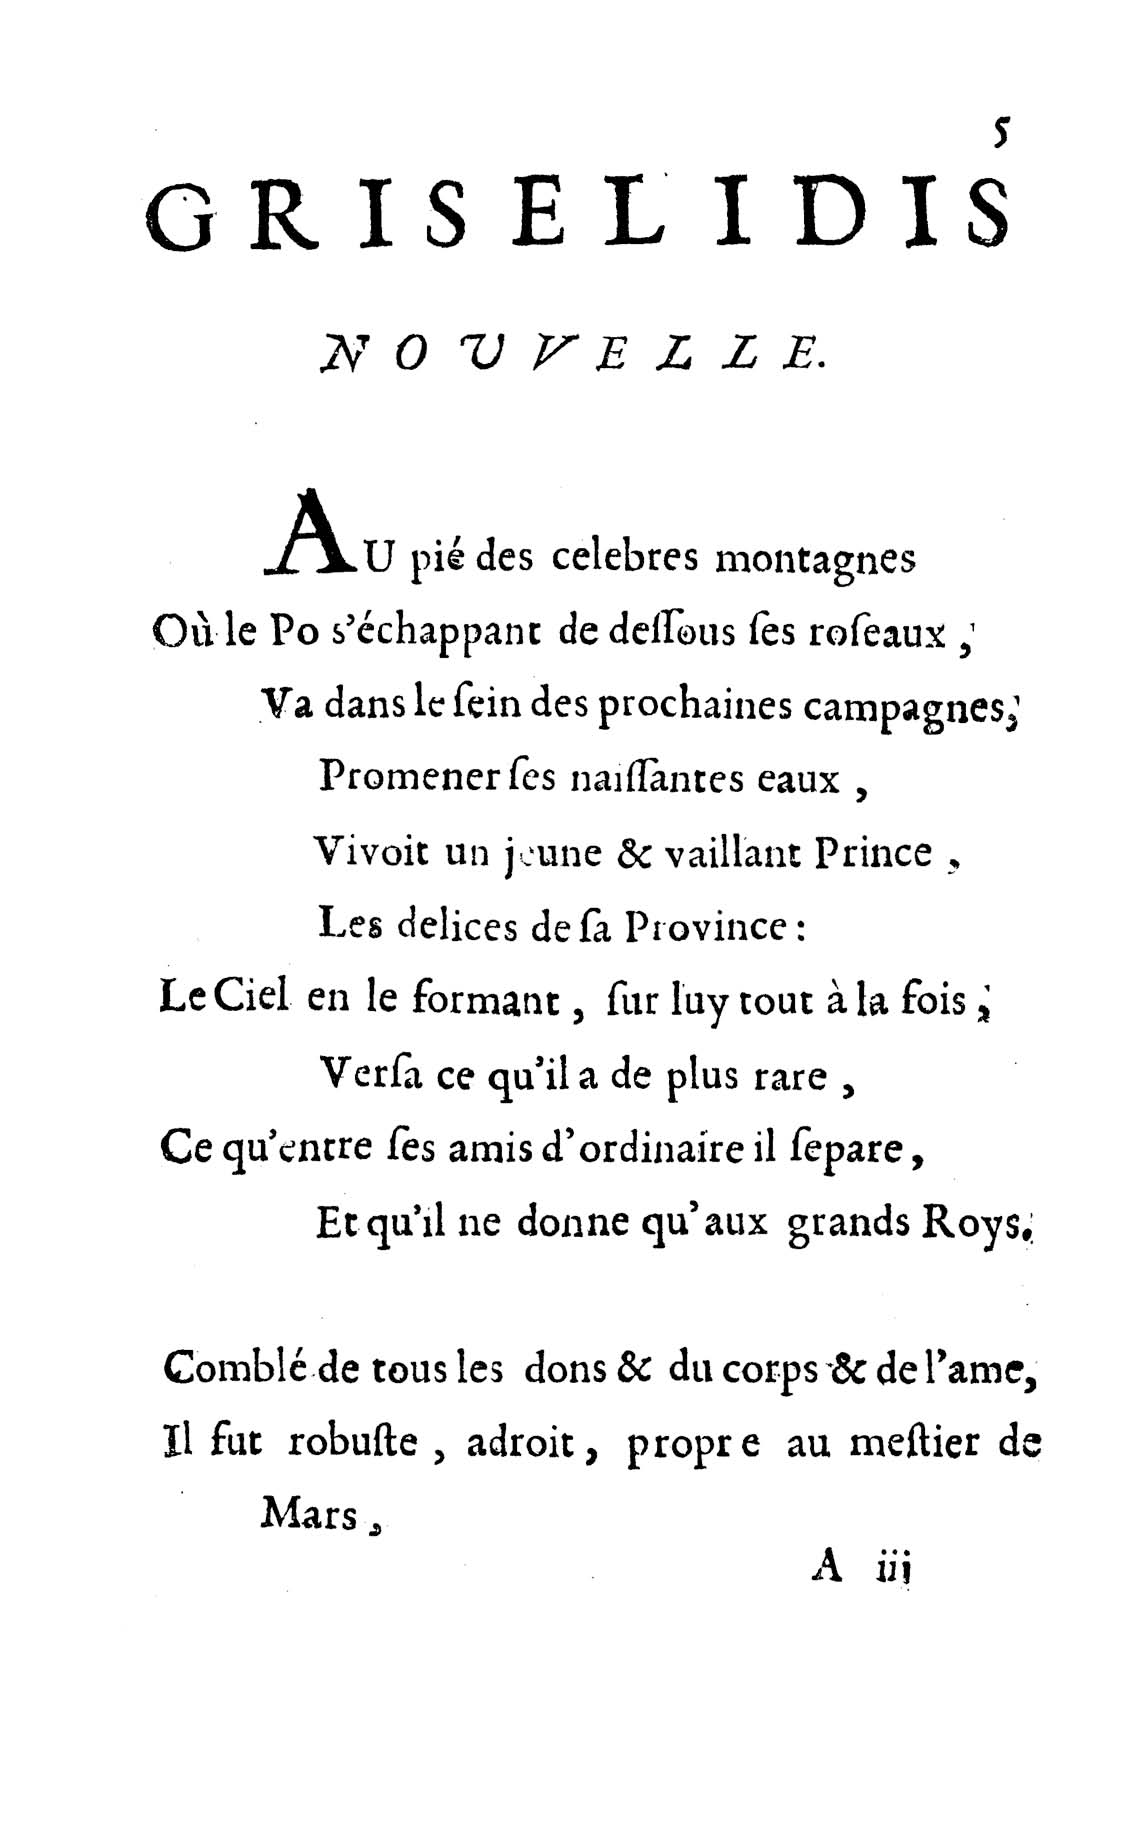 5
GRISELIDIS
NOUVELLE.
AU pié des celebres montagnes
Où le Po s'échappant de deſſous ſes roſeaux,
Va dans le ſein des prochaines campagnes,
Promener ſes naiſſantes eaux,
Vivoit un jeune & vaillant Prince,
Les delices de ſa Province:
Le Ciel en le formant, ſur luy tout à la fois,
Verſa ce qu'il a de plus rare,
Ce qu'entre ſes amis d'ordinaire il ſepare,
Et qu'il ne donne qu'aux grands Roys.
Comblé de tous les dons & du corps & de l'ame,
Il fut robuſte, adroit, propre au meſtier de
Mars,
A iij